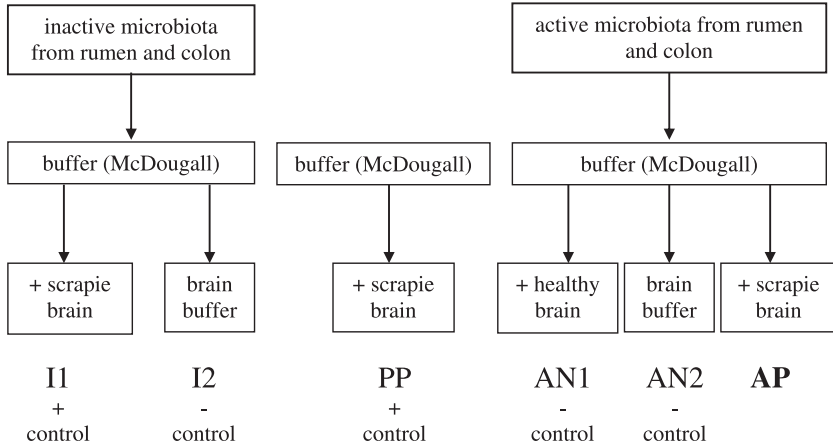 inactive microbiota
from rumen and colon
active microbiota from rumen
and colon
buffer (McDougall)
buffer (McDougall)
buffer (McDougall)
+ scrapie
brain
brain
buffer
+ scrapie
brain
+ healthy
brain
brain
buffer
+ scrapie
brain
I1
+
control
I2
-
control
PP
+
control
AN1
-
control
AN2
-
control
AP